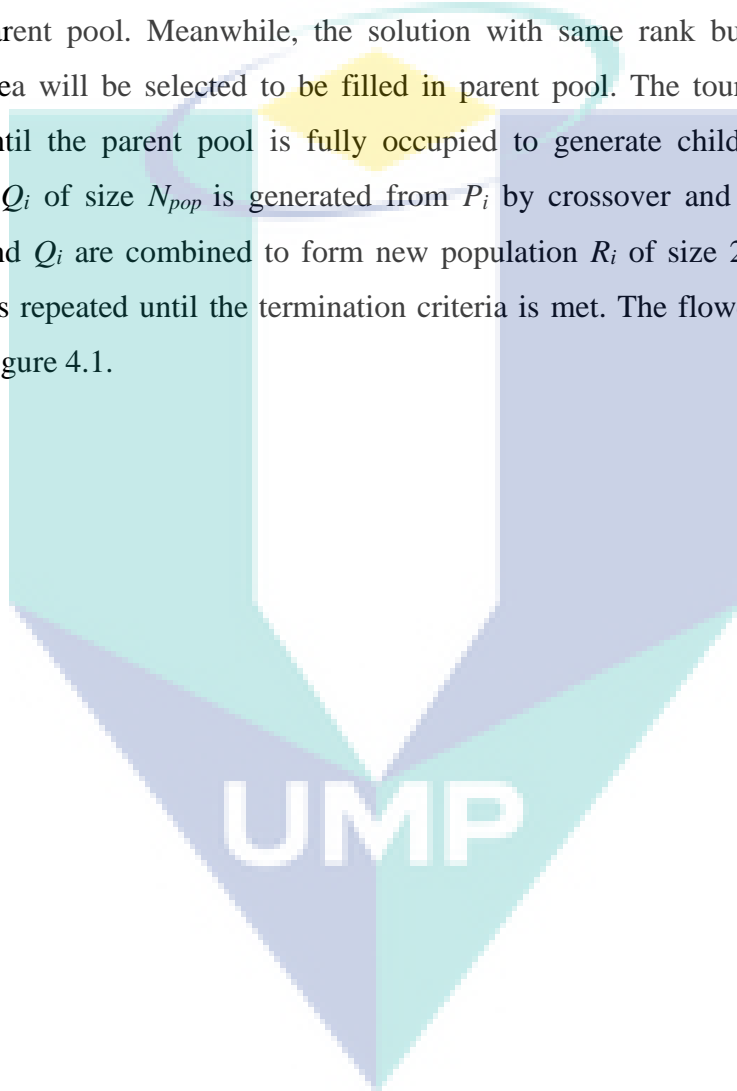 arent pool. Meanwhile, the solution with same rank bu
ea will be selected to be filled in parent pool. The tour
til the parent pool is fully occupied to generate child
Qi of size Npop is generated from Pi by crossover and
nd Qi are combined to form new population Ri of size 2
s repeated until the termination criteria is met. The flow
gure 4.1.
UMP